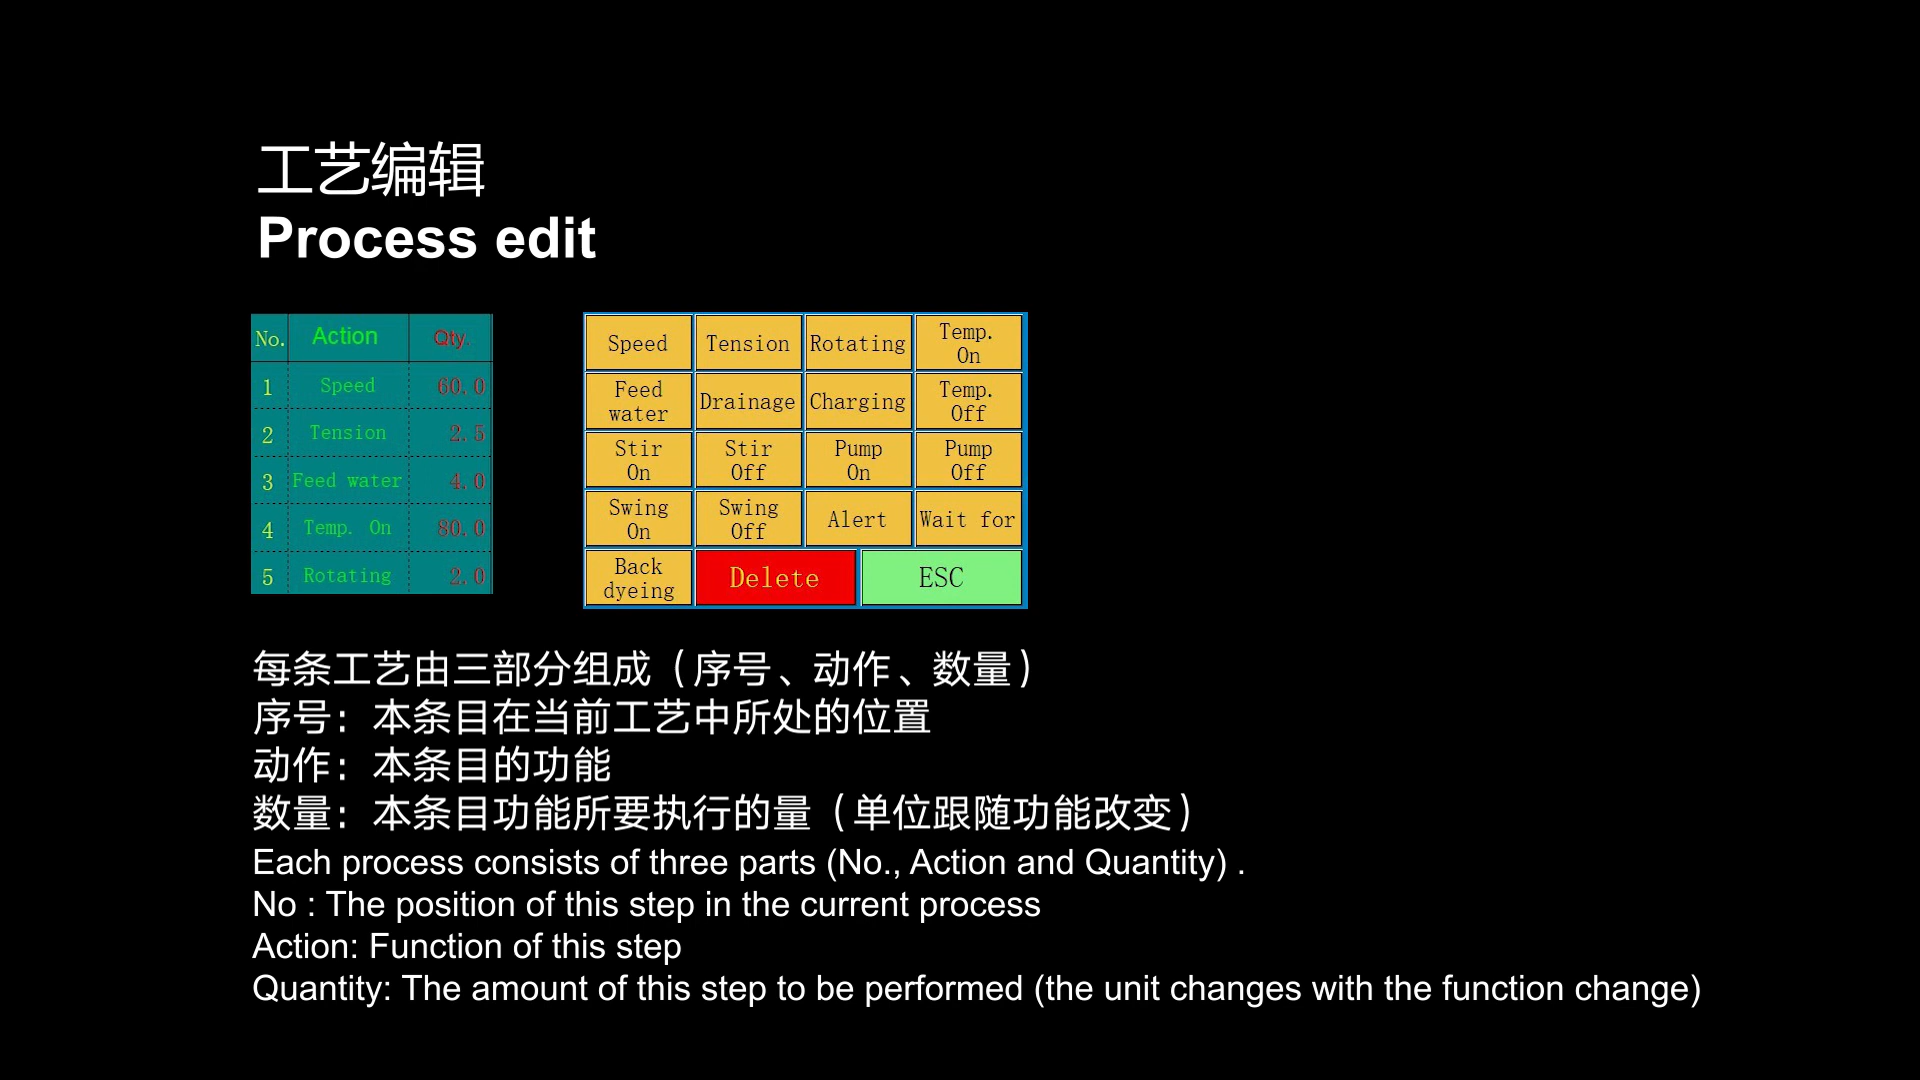 工艺编辑
Process edit
No. Action Qty.
1 Speed 60.0
2 Tension 2.5
3 Feed water 4.0
4 Temp. On 80.0
5 Rotating 2.0
Speed Tension Rotating Temp. On
Feed water Drainage Charging Temp. Off
Stir On Stir Off Pump On Pump Off
Swing On Swing Off Alert Wait for
Back dyeing Delete ESC
每条工艺由三部分组成（序号、动作、数量）
序号：本条目在当前工艺中所处的位置
动作：本条目的功能
数量：本条目功能所要执行的量（单位跟随功能改变）
Each process consists of three parts (No., Action and Quantity) .
No : The position of this step in the current process
Action: Function of this step
Quantity: The amount of this step to be performed (the unit changes with the function change)